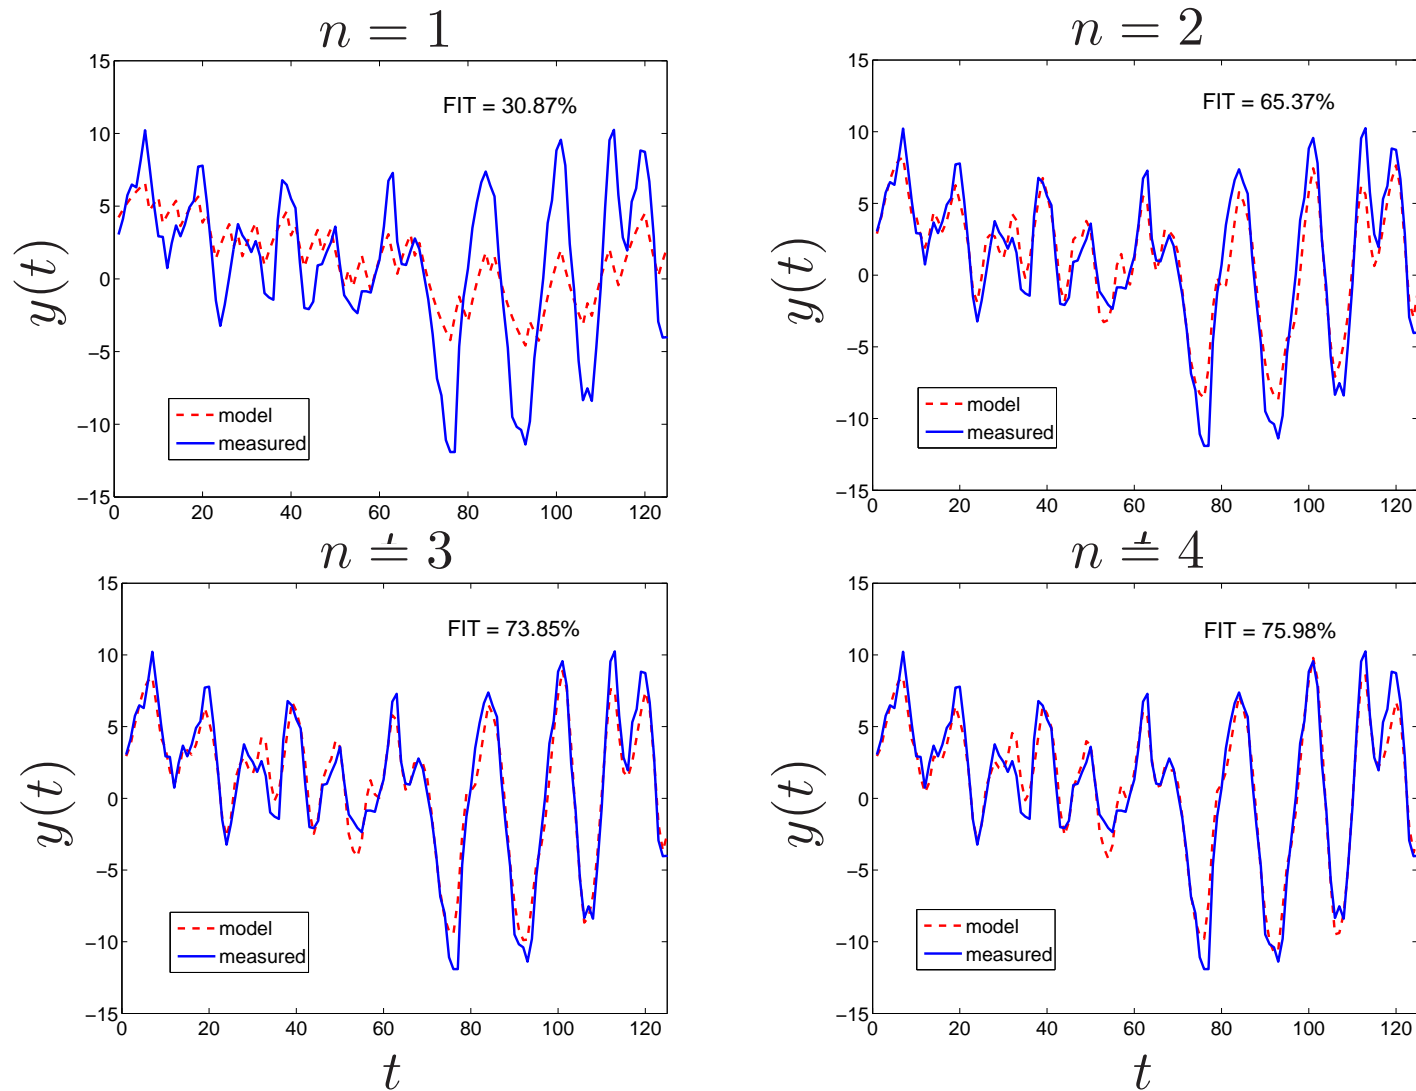 n = 1
FIT = 30.87%
y(t)
15
10
5
0
−5
−10
−15
model
measured
0 20 40 60 80 100 120
n = 2
FIT = 65.37%
y(t)
15
10
5
0
−5
−10
−15
model
measured
0 20 40 60 80 100 120
n = 3
FIT = 73.85%
y(t)
15
10
5
0
−5
−10
−15
model
measured
0 20 40 60 80 100 120
t
n = 4
FIT = 75.98%
y(t)
15
10
5
0
−5
−10
−15
model
measured
0 20 40 60 80 100 120
t